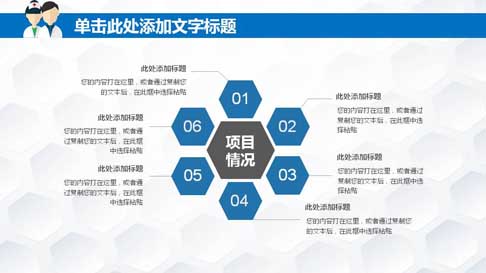 单击此处添加文字标题
此处添加标题
您的内容打在这里，或者通过复制您
的文本后，在此框中选择粘贴
01
此处添加标题
您的内容打在这里，或者通过
复制您的文本后，在此框中选
择粘贴
02
此处添加标题
您的内容打在这里，或者通过
复制您的文本后，在此框中选
择粘贴
03
此处添加标题
您的内容打在这里，或者通过复制您
的文本后，在此框中选择粘贴
04
此处添加标题
您的内容打在这里，或者通
过复制您的文本后，在此框
中选择粘贴
05
此处添加标题
您的内容打在这里，或者通
过复制您的文本后，在此框
中选择粘贴
06
项目
情况